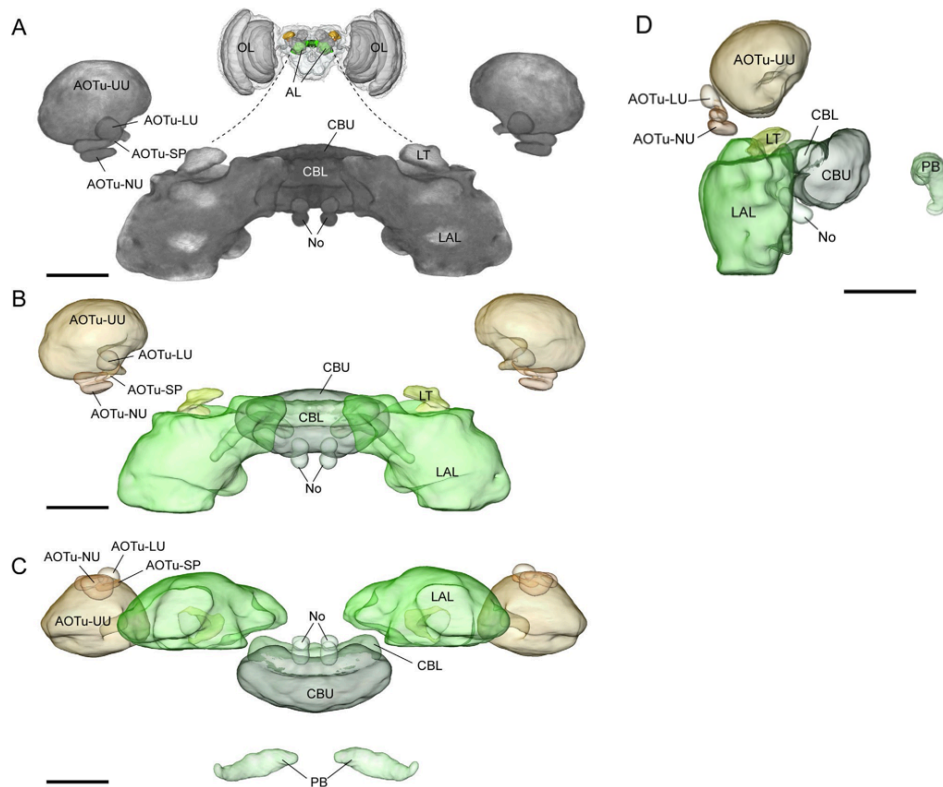 A
OL
OL
AL
AOTu-UU
AOTu-LU
AOTu-SP
AOTu-NU
CBU
CBL
LT
No
LAL
B
AOTu-UU
AOTu-LU
AOTu-SP
AOTu-NU
CBU
CBL
LT
No
LAL
C
AOTu-LU
AOTu-NU
AOTu-SP
AOTu-UU
LAL
No
CBL
CBU
PB
D
AOTu-UU
AOTu-LU
AOTu-NU
CBL
LT
CBU
PB
LAL
No